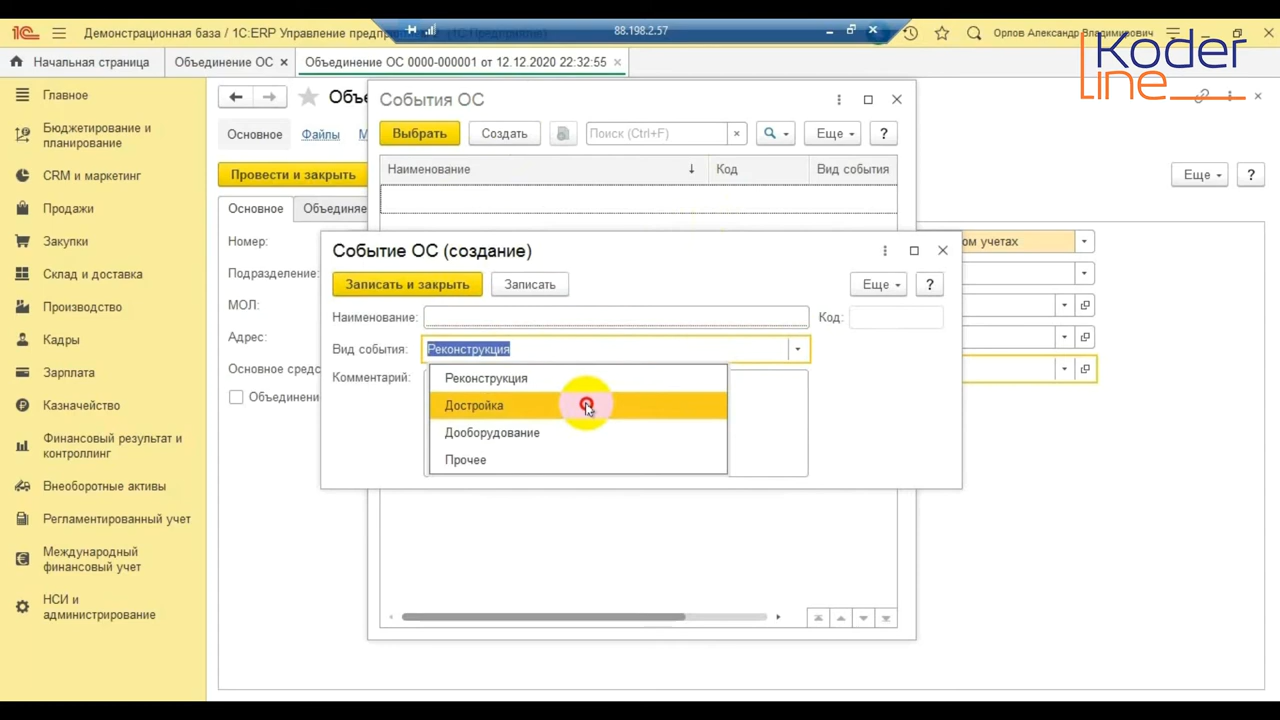 Демонстрационная база / 1С:ERP Управление предпр
88.198.2.57
Орлов Александр Владимирович
Koder
line
Начальная страница
Объединение ОС ×
Объединение ОС 0000-000001 от 12.12.2020 22:32:55 ×
Главное
Бюджетирование и
планирование
CRM и маркетинг
Продажи
Закупки
Склад и доставка
Производство
Кадры
Зарплата
Казначейство
Финансовый результат и
контроллинг
Внеоборотные активы
Регламентированный учет
Международный
финансовый учет
НСИ и
администрирование
Объе
Основное Файлы М
Провести и закрыть
Еще ?
Основное Объединяе
Номер:
ом учетах
Подразделение:
МОЛ:
Адрес:
Основное средс
Объединени
События ОС
Выбрать Создать Поиск (Ctrl+F) × Еще ?
Наименование ↓ Код Вид события
Событие ОС (создание)
Записать и закрыть Записать Еще ?
Наименование: Код:
Вид события: Реконструкция
Комментарий:
Реконструкция
Достройка
Дооборудование
Прочее